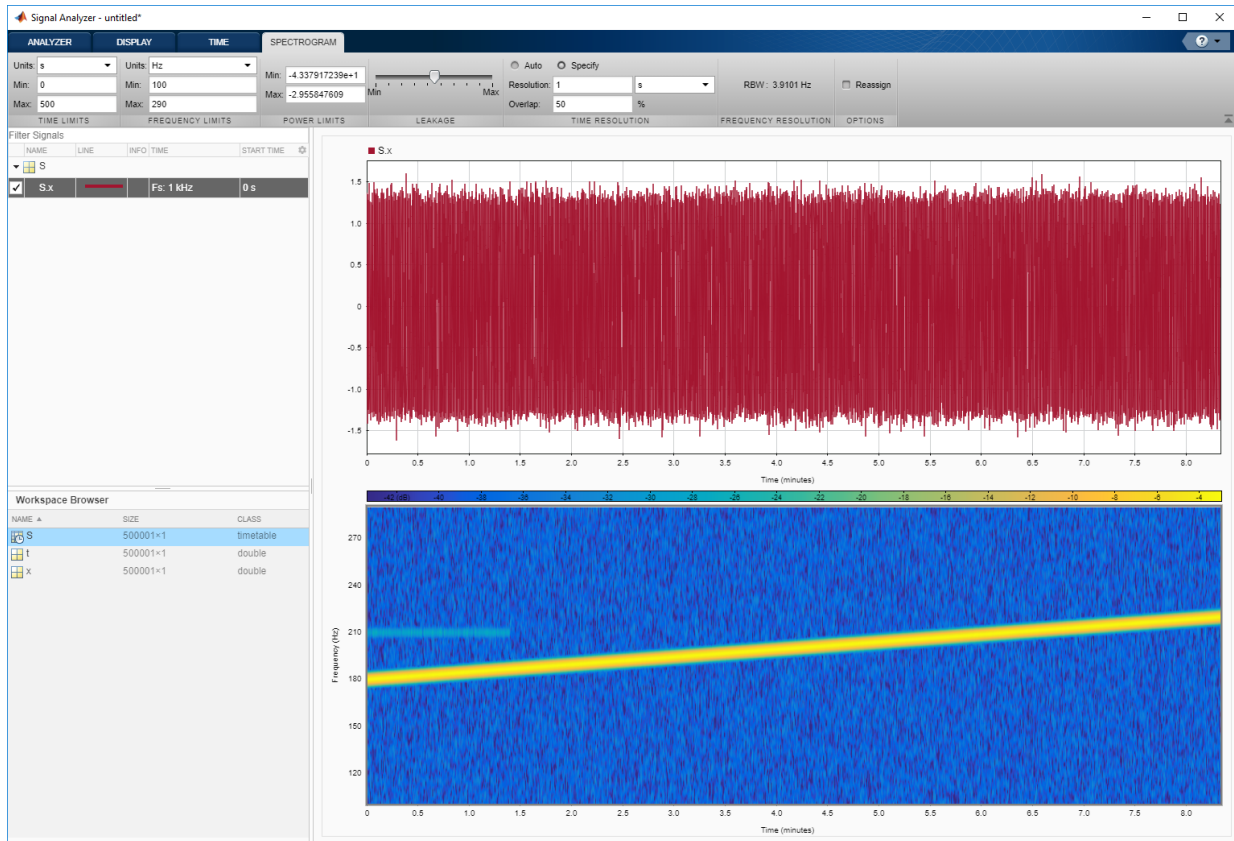 Signal Analyzer - untitled*
ANALYZER DISPLAY TIME SPECTROGRAM
Units: s Units: Hz
Min: 0 Min: 100
Max: 500 Max: 290
Min: -4.337917239e+1
Max: -2.955847609
Min Max
Auto Specify
Resolution: 1 s
Overlap: 50 %
RBW : 3.9101 Hz
Reassign
TIME LIMITS FREQUENCY LIMITS POWER LIMITS LEAKAGE TIME RESOLUTION FREQUENCY RESOLUTION OPTIONS
Filter Signals
NAME LINE INFO TIME START TIME
S
S.x Fs: 1 kHz 0 s
Workspace Browser
NAME SIZE CLASS
S 500001×1 timetable
t 500001×1 double
x 500001×1 double
S.x
1.5
1.0
0.5
0
-0.5
-1.0
-1.5
0 0.5 1.0 1.5 2.0 2.5 3.0 3.5 4.0 4.5 5.0 5.5 6.0 6.5 7.0 7.5 8.0
Time (minutes)
-42 (dB) -40 -38 -36 -34 -32 -30 -28 -26 -24 -22 -20 -18 -16 -14 -12 -10 -8 -6 -4
270
240
210
180
150
120
Frequency (Hz)
0 0.5 1.0 1.5 2.0 2.5 3.0 3.5 4.0 4.5 5.0 5.5 6.0 6.5 7.0 7.5 8.0
Time (minutes)